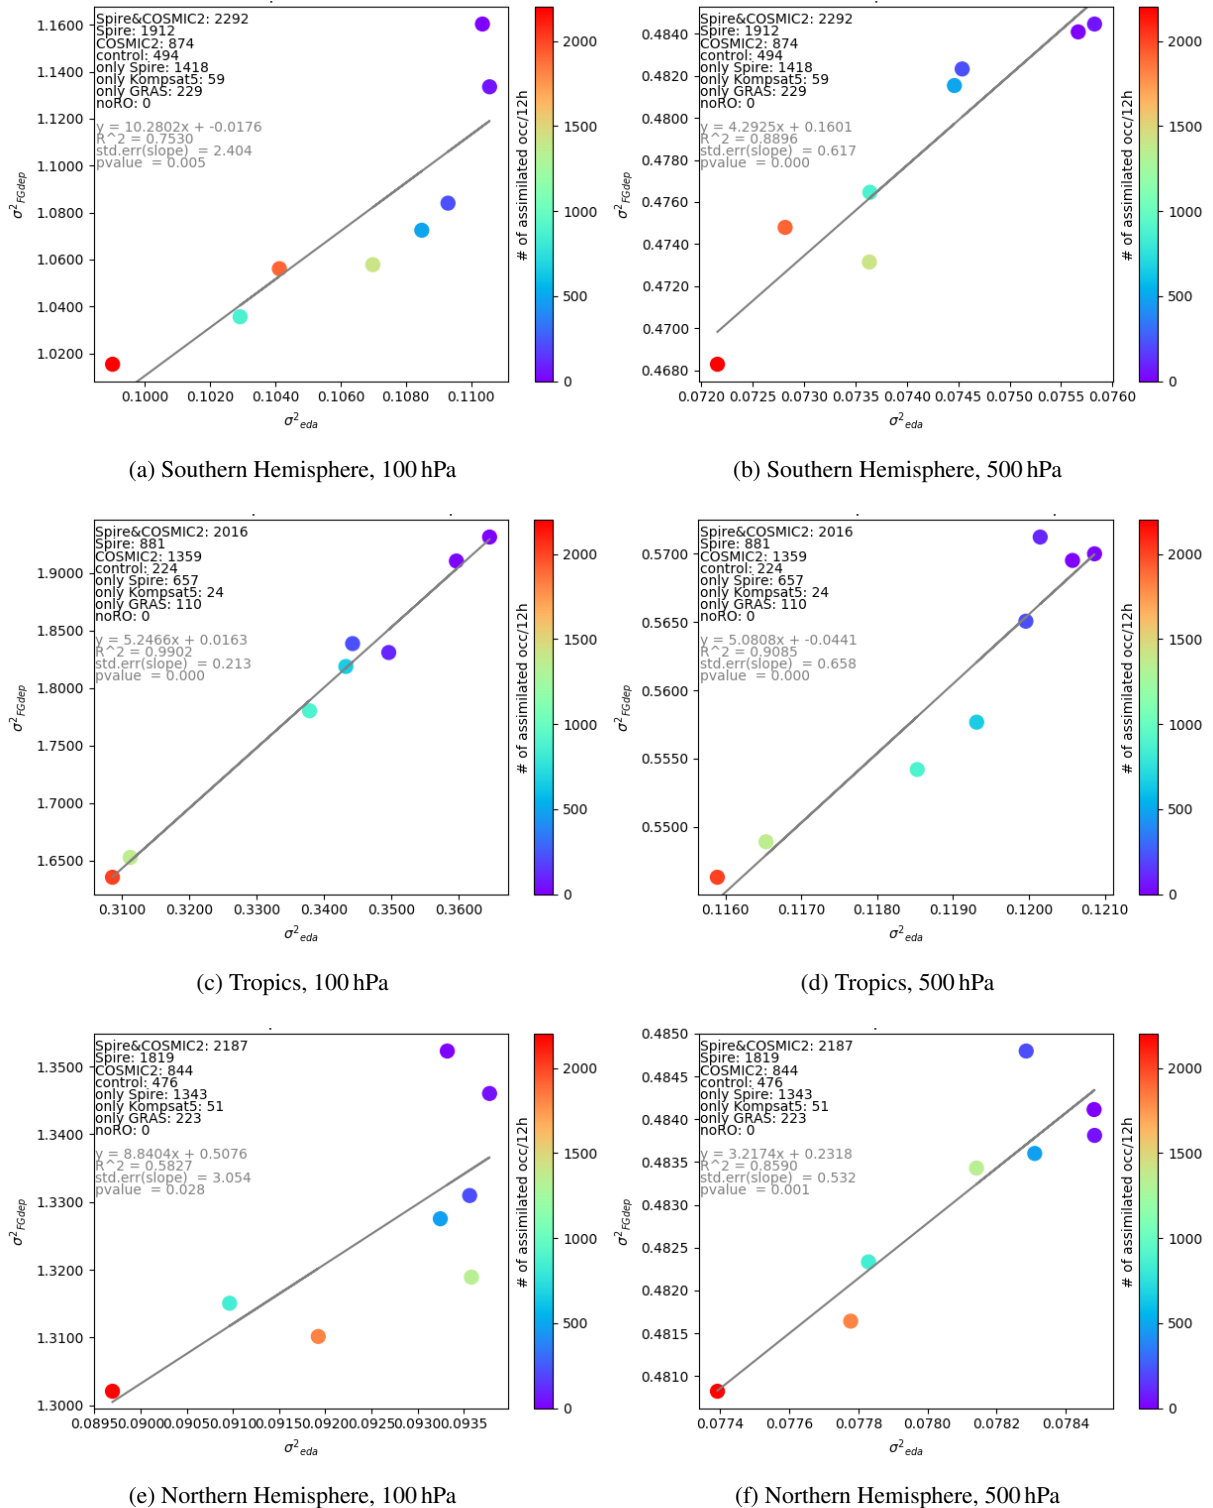 Spire&COSMIC2: 2292
Spire: 1912
COSMIC2: 874
control: 494
only Spire: 1418
only Kompsat5: 59
only GRAS: 229
noRO: 0
y = 10.2802x + -0.0176
R^2 = 0.7530
std.err(slope) = 2.404
pvalue = 0.005
1.1600
1.1400
1.1200
1.1000
1.0800
1.0600
1.0400
1.0200
σ²FGdep
0.1000 0.1020 0.1040 0.1060 0.1080 0.1100
σ²eda
2000
1500
1000
500
0
# of assimilated occ/12h
(a) Southern Hemisphere, 100 hPa
Spire&COSMIC2: 2292
Spire: 1912
COSMIC2: 874
control: 494
only Spire: 1418
only Kompsat5: 59
only GRAS: 229
noRO: 0
y = 4.2925x + 0.1601
R^2 = 0.8896
std.err(slope) = 0.617
pvalue = 0.000
0.4840
0.4820
0.4800
0.4780
0.4760
0.4740
0.4720
0.4700
0.4680
σ²FGdep
0.0720 0.0725 0.0730 0.0735 0.0740 0.0745 0.0750 0.0755 0.0760
σ²eda
2000
1500
1000
500
0
# of assimilated occ/12h
(b) Southern Hemisphere, 500 hPa
Spire&COSMIC2: 2016
Spire: 881
COSMIC2: 1359
control: 224
only Spire: 657
only Kompsat5: 24
only GRAS: 110
noRO: 0
y = 5.2466x + 0.0163
R^2 = 0.9902
std.err(slope) = 0.213
pvalue = 0.000
1.9000
1.8500
1.8000
1.7500
1.7000
1.6500
σ²FGdep
0.3100 0.3200 0.3300 0.3400 0.3500 0.3600
σ²eda
2000
1500
1000
500
0
# of assimilated occ/12h
(c) Tropics, 100 hPa
Spire&COSMIC2: 2016
Spire: 881
COSMIC2: 1359
control: 224
only Spire: 657
only Kompsat5: 24
only GRAS: 110
noRO: 0
y = 5.0808x + -0.0441
R^2 = 0.9085
std.err(slope) = 0.658
pvalue = 0.000
0.5700
0.5650
0.5600
0.5550
0.5500
σ²FGdep
0.1160 0.1170 0.1180 0.1190 0.1200 0.1210
σ²eda
2000
1500
1000
500
0
# of assimilated occ/12h
(d) Tropics, 500 hPa
Spire&COSMIC2: 2187
Spire: 1819
COSMIC2: 844
control: 476
only Spire: 1343
only Kompsat5: 51
only GRAS: 223
noRO: 0
y = 8.8404x + 0.5076
R^2 = 0.5827
std.err(slope) = 3.054
pvalue = 0.028
1.3500
1.3400
1.3300
1.3200
1.3100
1.3000
σ²FGdep
0.0895 0.0900 0.0905 0.0910 0.0915 0.0920 0.0925 0.0930 0.0935
σ²eda
2000
1500
1000
500
0
# of assimilated occ/12h
(e) Northern Hemisphere, 100 hPa
Spire&COSMIC2: 2187
Spire: 1819
COSMIC2: 844
control: 476
only Spire: 1343
only Kompsat5: 51
only GRAS: 223
noRO: 0
y = 3.2174x + 0.2318
R^2 = 0.8590
std.err(slope) = 0.532
pvalue = 0.001
0.4850
0.4845
0.4840
0.4835
0.4830
0.4825
0.4820
0.4815
0.4810
σ²FGdep
0.0774 0.0776 0.0778 0.0780 0.0782 0.0784
σ²eda
2000
1500
1000
500
0
# of assimilated occ/12h
(f) Northern Hemisphere, 500 hPa